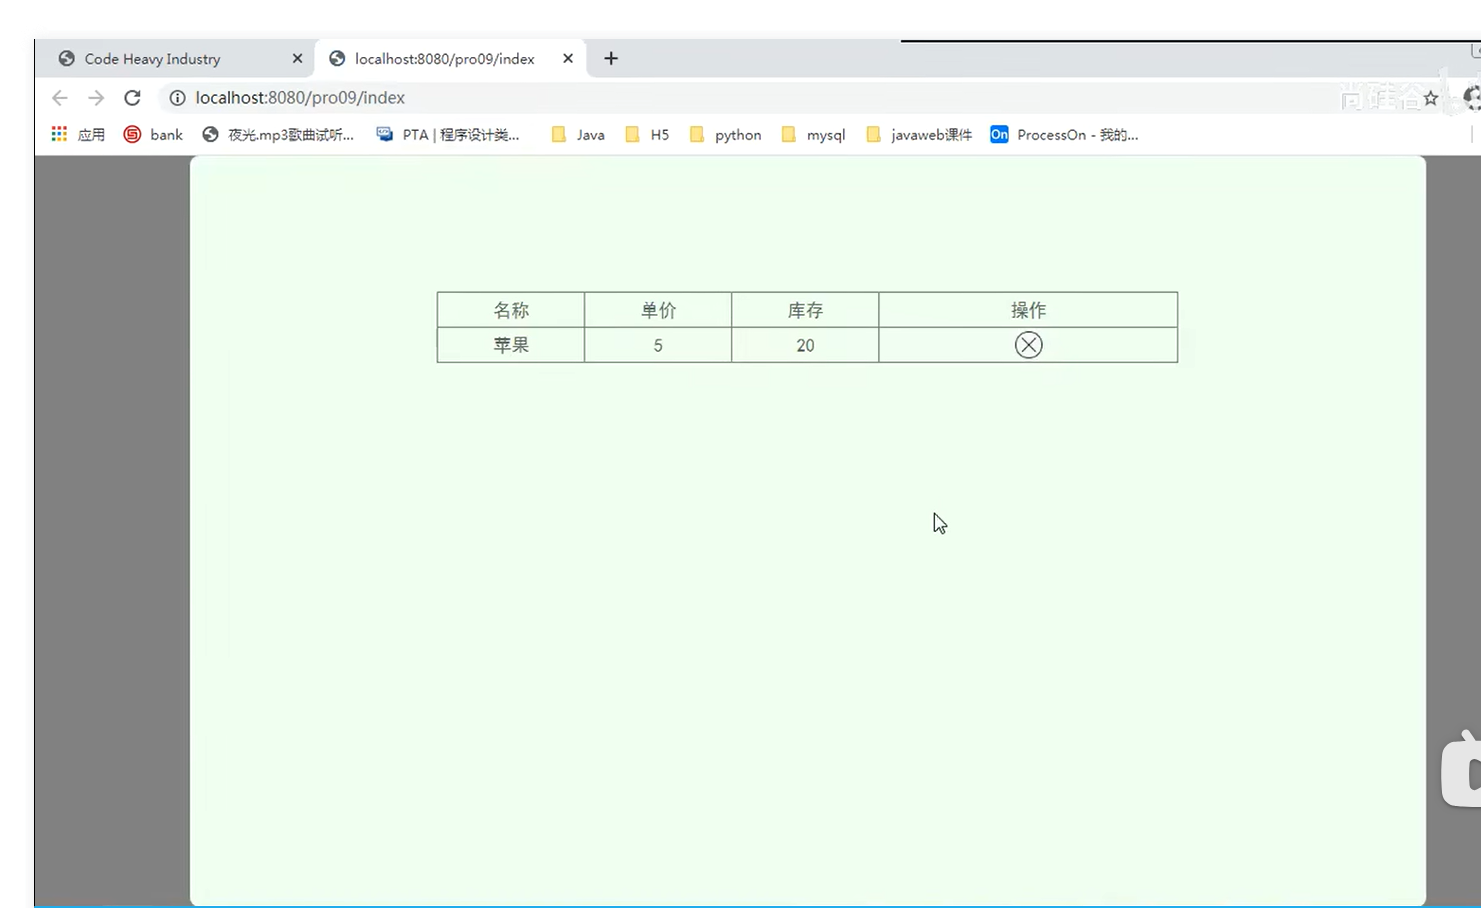 Code Heavy Industry localhost:8080/pro09/index
localhost:8080/pro09/index
尚硅谷
应用 bank 夜光.mp3歌曲试听... PTA | 程序设计类... Java H5 python mysql javaweb课件 On ProcessOn - 我的...
名称 单价 库存 操作
苹果 5 20